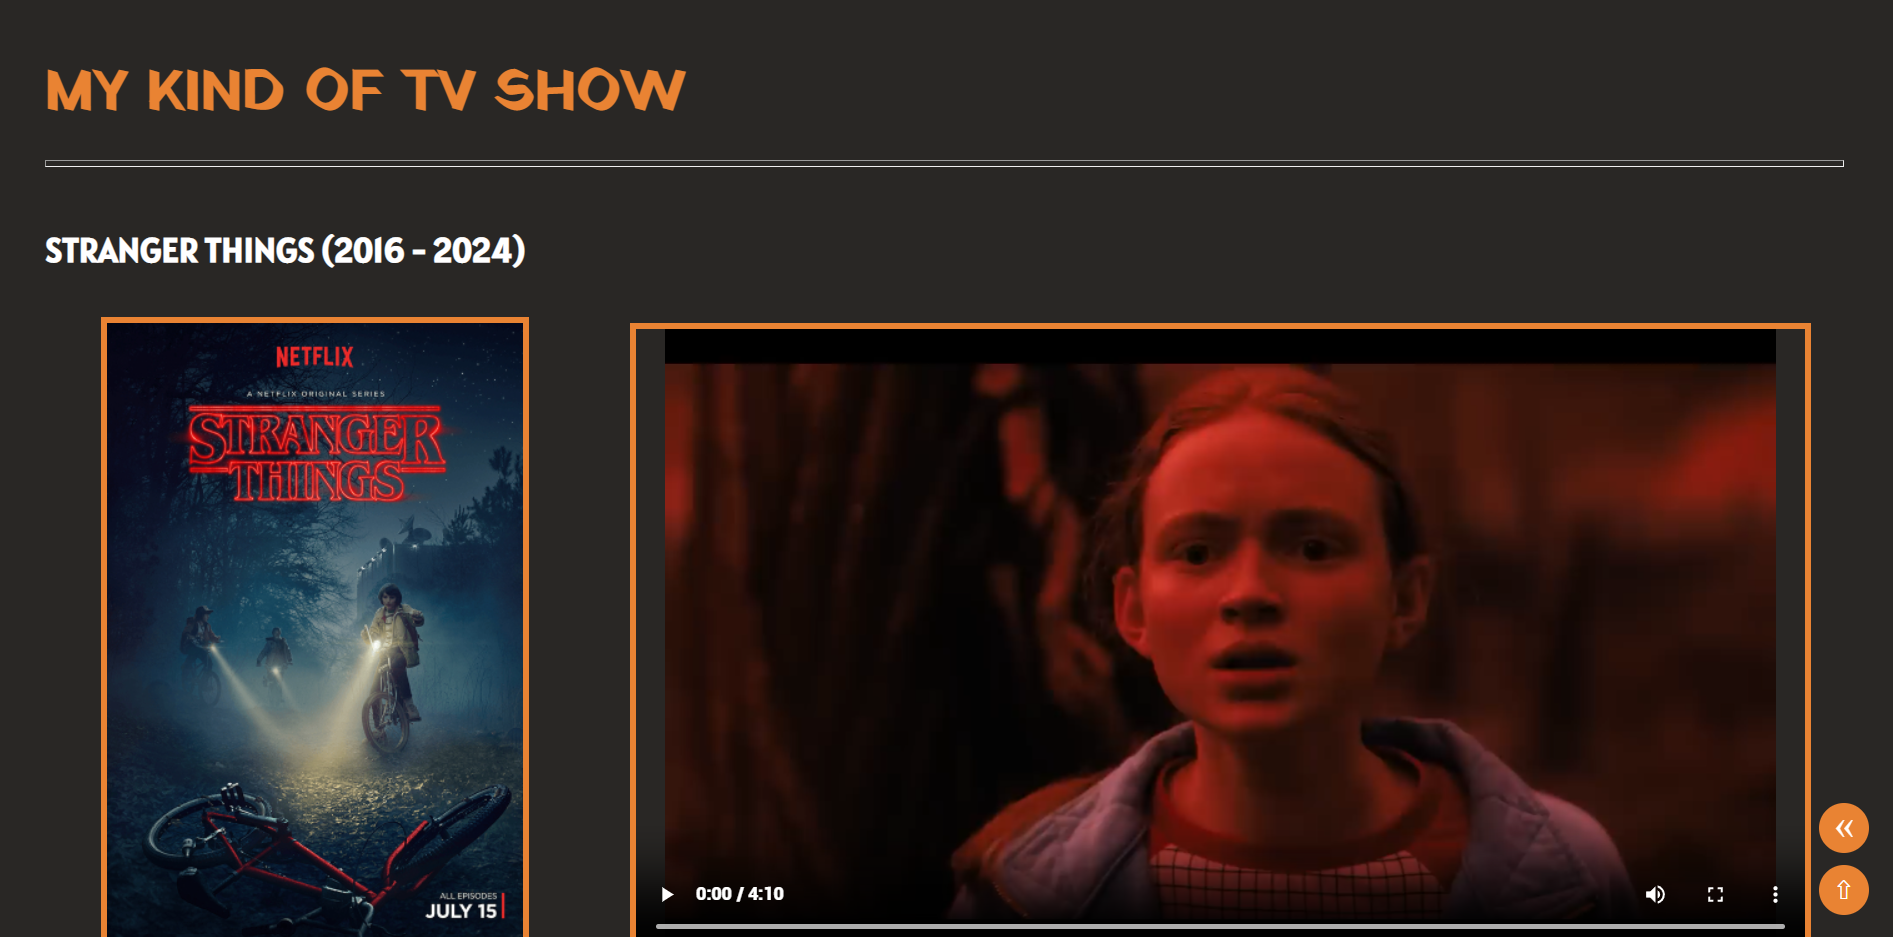 MY KIND OF TV SHOW
STRANGER THINGS (2016 - 2024)
NETFLIX
A NETFLIX ORIGINAL SERIES
STRANGER
THINGS
ALL EPISODES
JULY 15
0:00 / 4:10